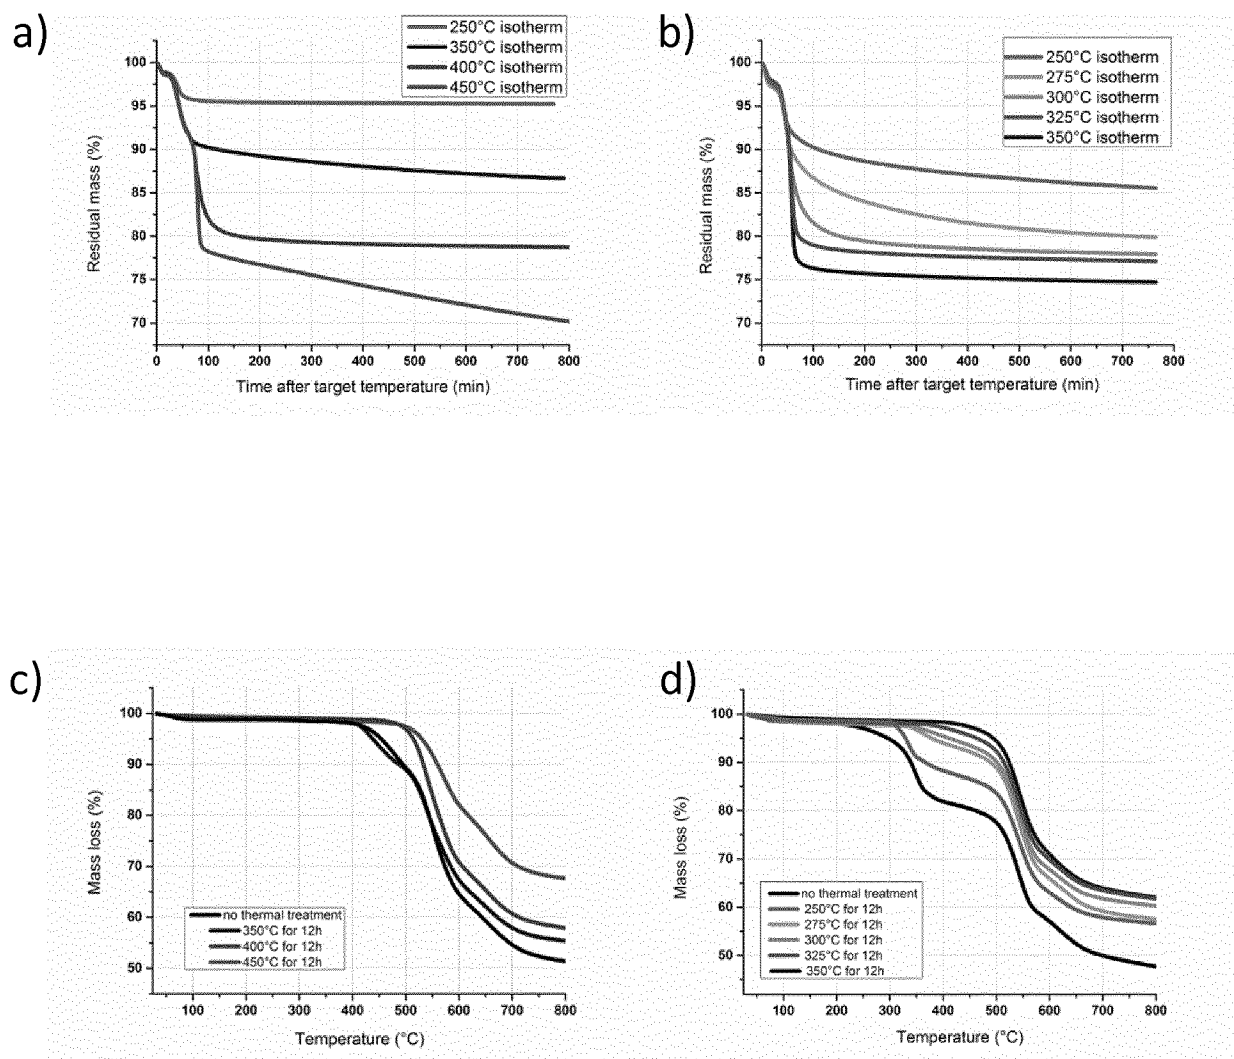 a)
250°C isotherm
350°C isotherm
400°C isotherm
450°C isotherm
Residual mass (%)
100
95
90
85
80
75
70
0 100 200 300 400 500 600 700 800
Time after target temperature (min)
b)
250°C isotherm
275°C isotherm
300°C isotherm
325°C isotherm
350°C isotherm
Residual mass (%)
100
95
90
85
80
75
70
0 100 200 300 400 500 600 700 800
Time after target temperature (min)
c)
Mass loss (%)
100
90
80
70
60
50
no thermal treatment
350°C for 12h
400°C for 12h
450°C for 12h
100 200 300 400 500 600 700 800
Temperature (°C)
d)
Mass loss (%)
100
90
80
70
60
50
no thermal treatment
250°C for 12h
275°C for 12h
300°C for 12h
325°C for 12h
350°C for 12h
100 200 300 400 500 600 700 800
Temperature (°C)